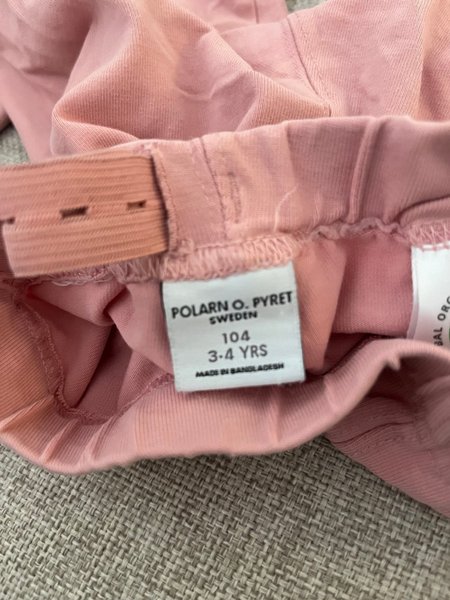 POLARN O. PYRET
SWEDEN
104
3-4 YRS
MADE IN BANGLADESH